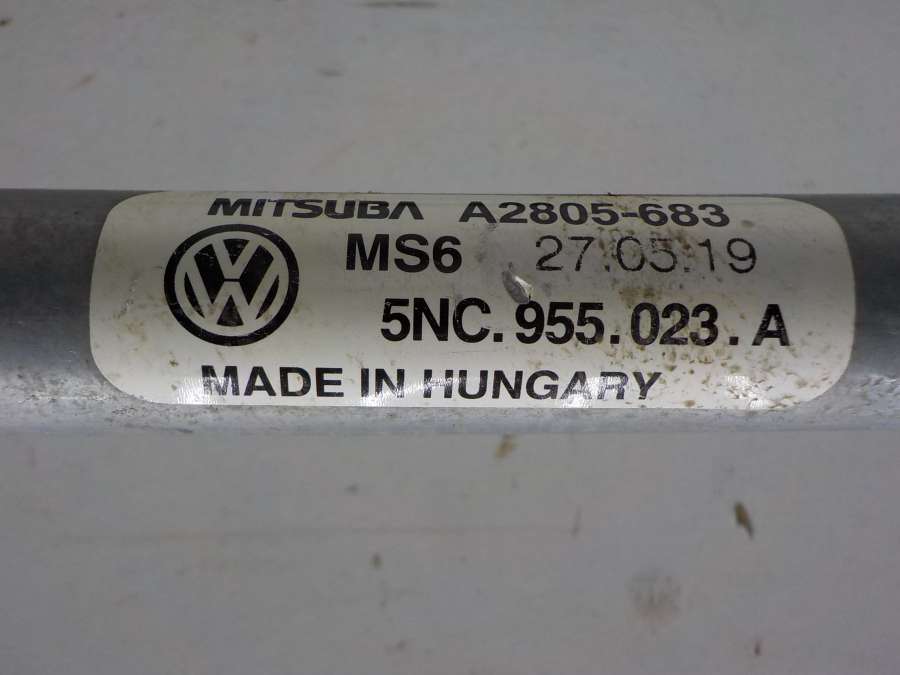 MITSUBA A2805-683
MS6 27.05.19
5NC.955.023.A
MADE IN HUNGARY